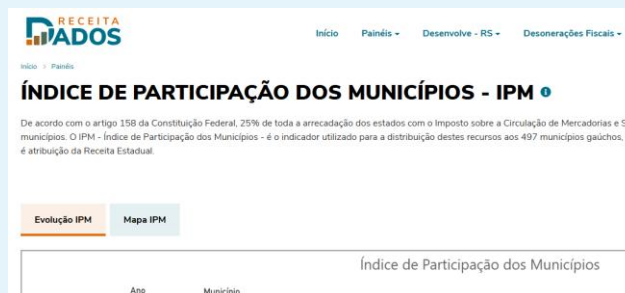 RECEITA
DADOS
Início Painéis Desenvolve - RS Desonerações Fiscais
Início > Painéis
ÍNDICE DE PARTICIPAÇÃO DOS MUNICÍPIOS - IPM
De acordo com o artigo 158 da Constituição Federal, 25% de toda a arrecadação dos estados com o Imposto sobre a Circulação de Mercadorias e S
municípios. O IPM - Índice de Participação dos Municípios - é o indicador utilizado para a distribuição destes recursos aos 497 municípios gaúchos,
é atribuição da Receita Estadual.
Evolução IPM Mapa IPM
Índice de Participação dos Municípios
Ano Município